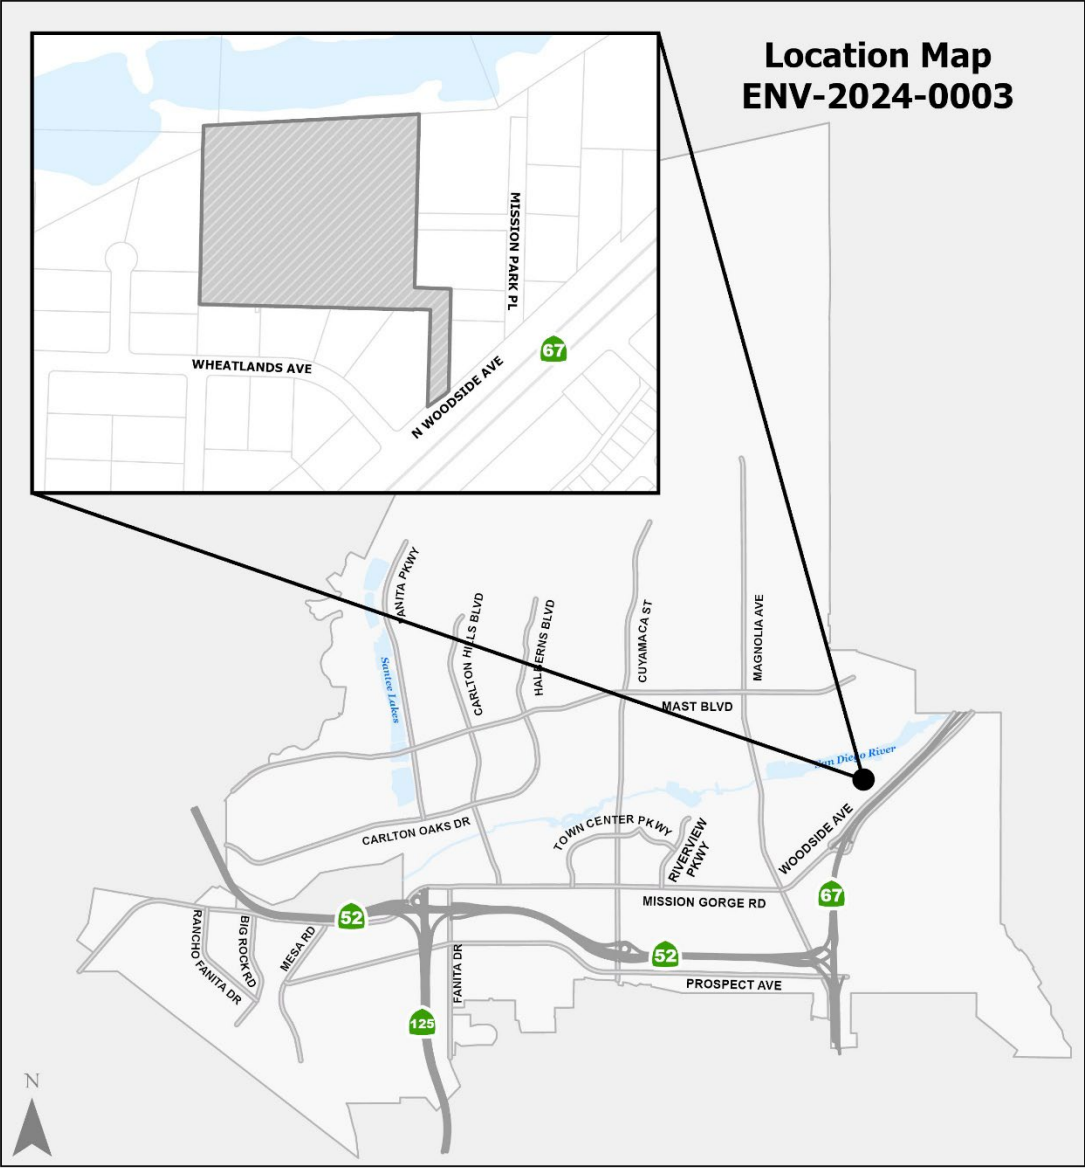 Location Map
ENV-2024-0003
MISSION PARK PL
67
WHEATLANDS AVE
N WOODSIDE AVE
FANITA PKWY
CARLTON HILLS BLVD
HALBERNS BLVD
CUYAMACA ST
MAGNOLIA AVE
Santee Lakes
MAST BLVD
San Diego River
CARLTON OAKS DR
TOWN CENTER PKWY
RIVERVIEW
PKWY
WOODSIDE AVE
MISSION GORGE RD
67
52
52
RANCHO FANITA DR
BIG ROCK RD
MESA RD
FANITA DR
PROSPECT AVE
125
N